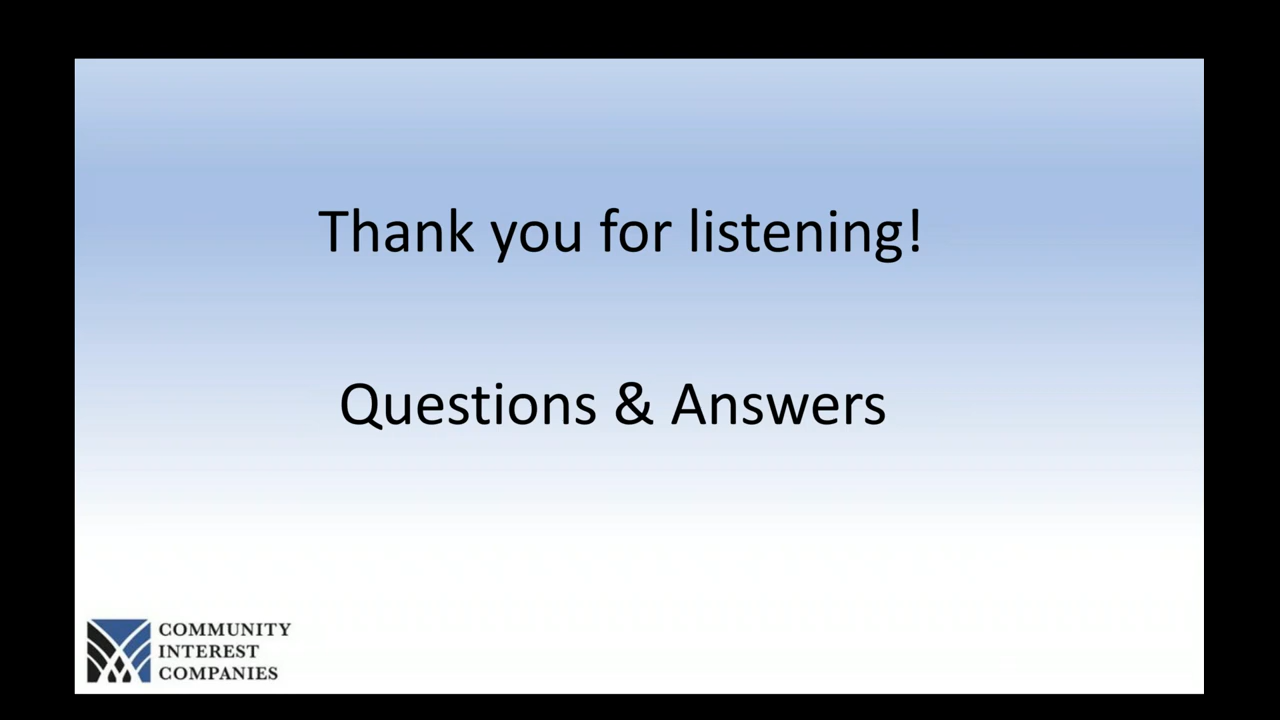 Thank you for listening!
Questions & Answers
COMMUNITY
INTEREST
COMPANIES